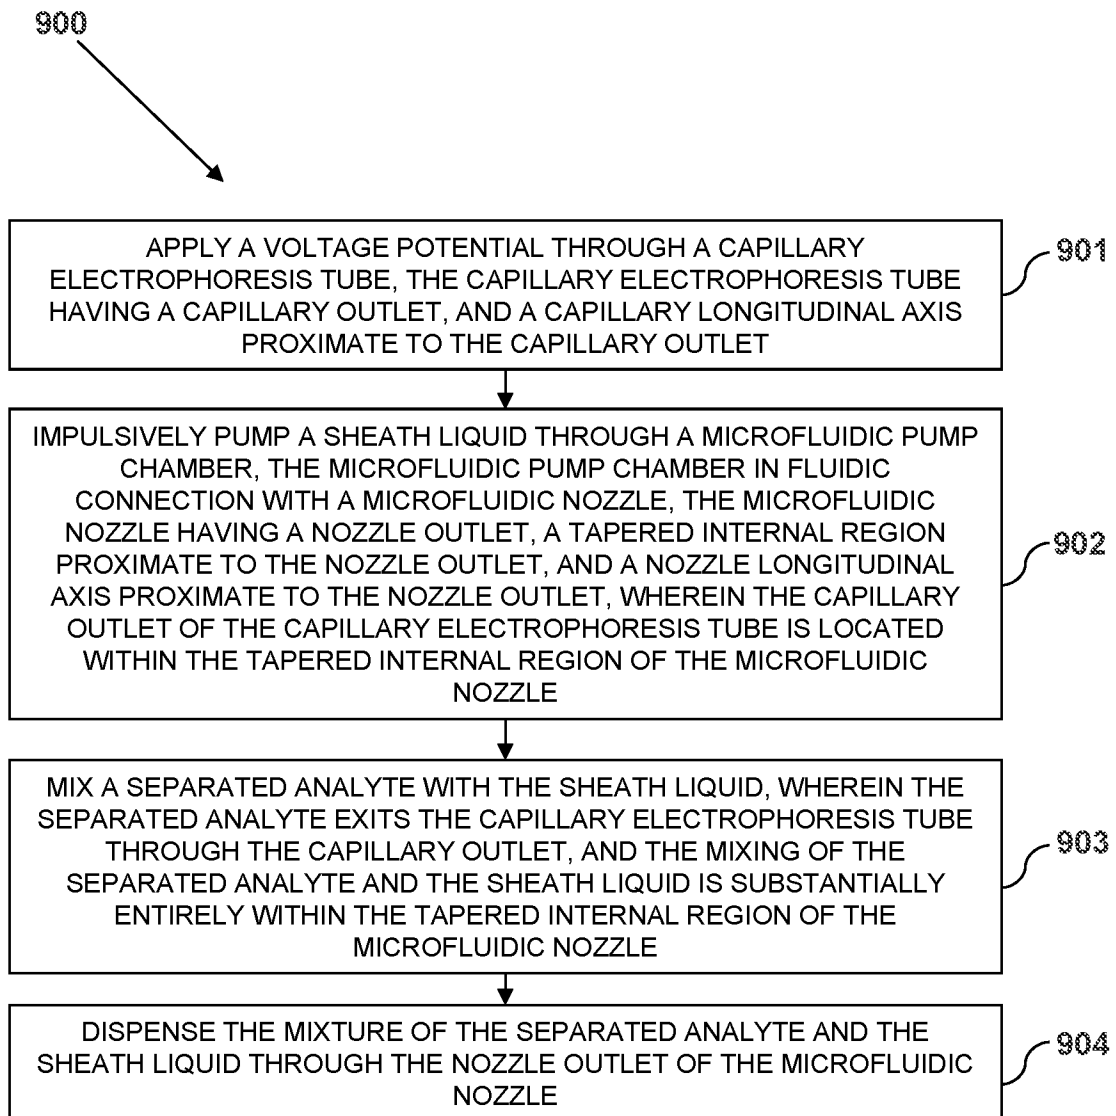 900
APPLY A VOLTAGE POTENTIAL THROUGH A CAPILLARY
ELECTROPHORESIS TUBE, THE CAPILLARY ELECTROPHORESIS TUBE
HAVING A CAPILLARY OUTLET, AND A CAPILLARY LONGITUDINAL AXIS
PROXIMATE TO THE CAPILLARY OUTLET
901
IMPULSIVELY PUMP A SHEATH LIQUID THROUGH A MICROFLUIDIC PUMP
CHAMBER, THE MICROFLUIDIC PUMP CHAMBER IN FLUIDIC
CONNECTION WITH A MICROFLUIDIC NOZZLE, THE MICROFLUIDIC
NOZZLE HAVING A NOZZLE OUTLET, A TAPERED INTERNAL REGION
PROXIMATE TO THE NOZZLE OUTLET, AND A NOZZLE LONGITUDINAL
AXIS PROXIMATE TO THE NOZZLE OUTLET, WHEREIN THE CAPILLARY
OUTLET OF THE CAPILLARY ELECTROPHORESIS TUBE IS LOCATED
WITHIN THE TAPERED INTERNAL REGION OF THE MICROFLUIDIC
NOZZLE
902
MIX A SEPARATED ANALYTE WITH THE SHEATH LIQUID, WHEREIN THE
SEPARATED ANALYTE EXITS THE CAPILLARY ELECTROPHORESIS TUBE
THROUGH THE CAPILLARY OUTLET, AND THE MIXING OF THE
SEPARATED ANALYTE AND THE SHEATH LIQUID IS SUBSTANTIALLY
ENTIRELY WITHIN THE TAPERED INTERNAL REGION OF THE
MICROFLUIDIC NOZZLE
903
DISPENSE THE MIXTURE OF THE SEPARATED ANALYTE AND THE
SHEATH LIQUID THROUGH THE NOZZLE OUTLET OF THE MICROFLUIDIC
NOZZLE
904